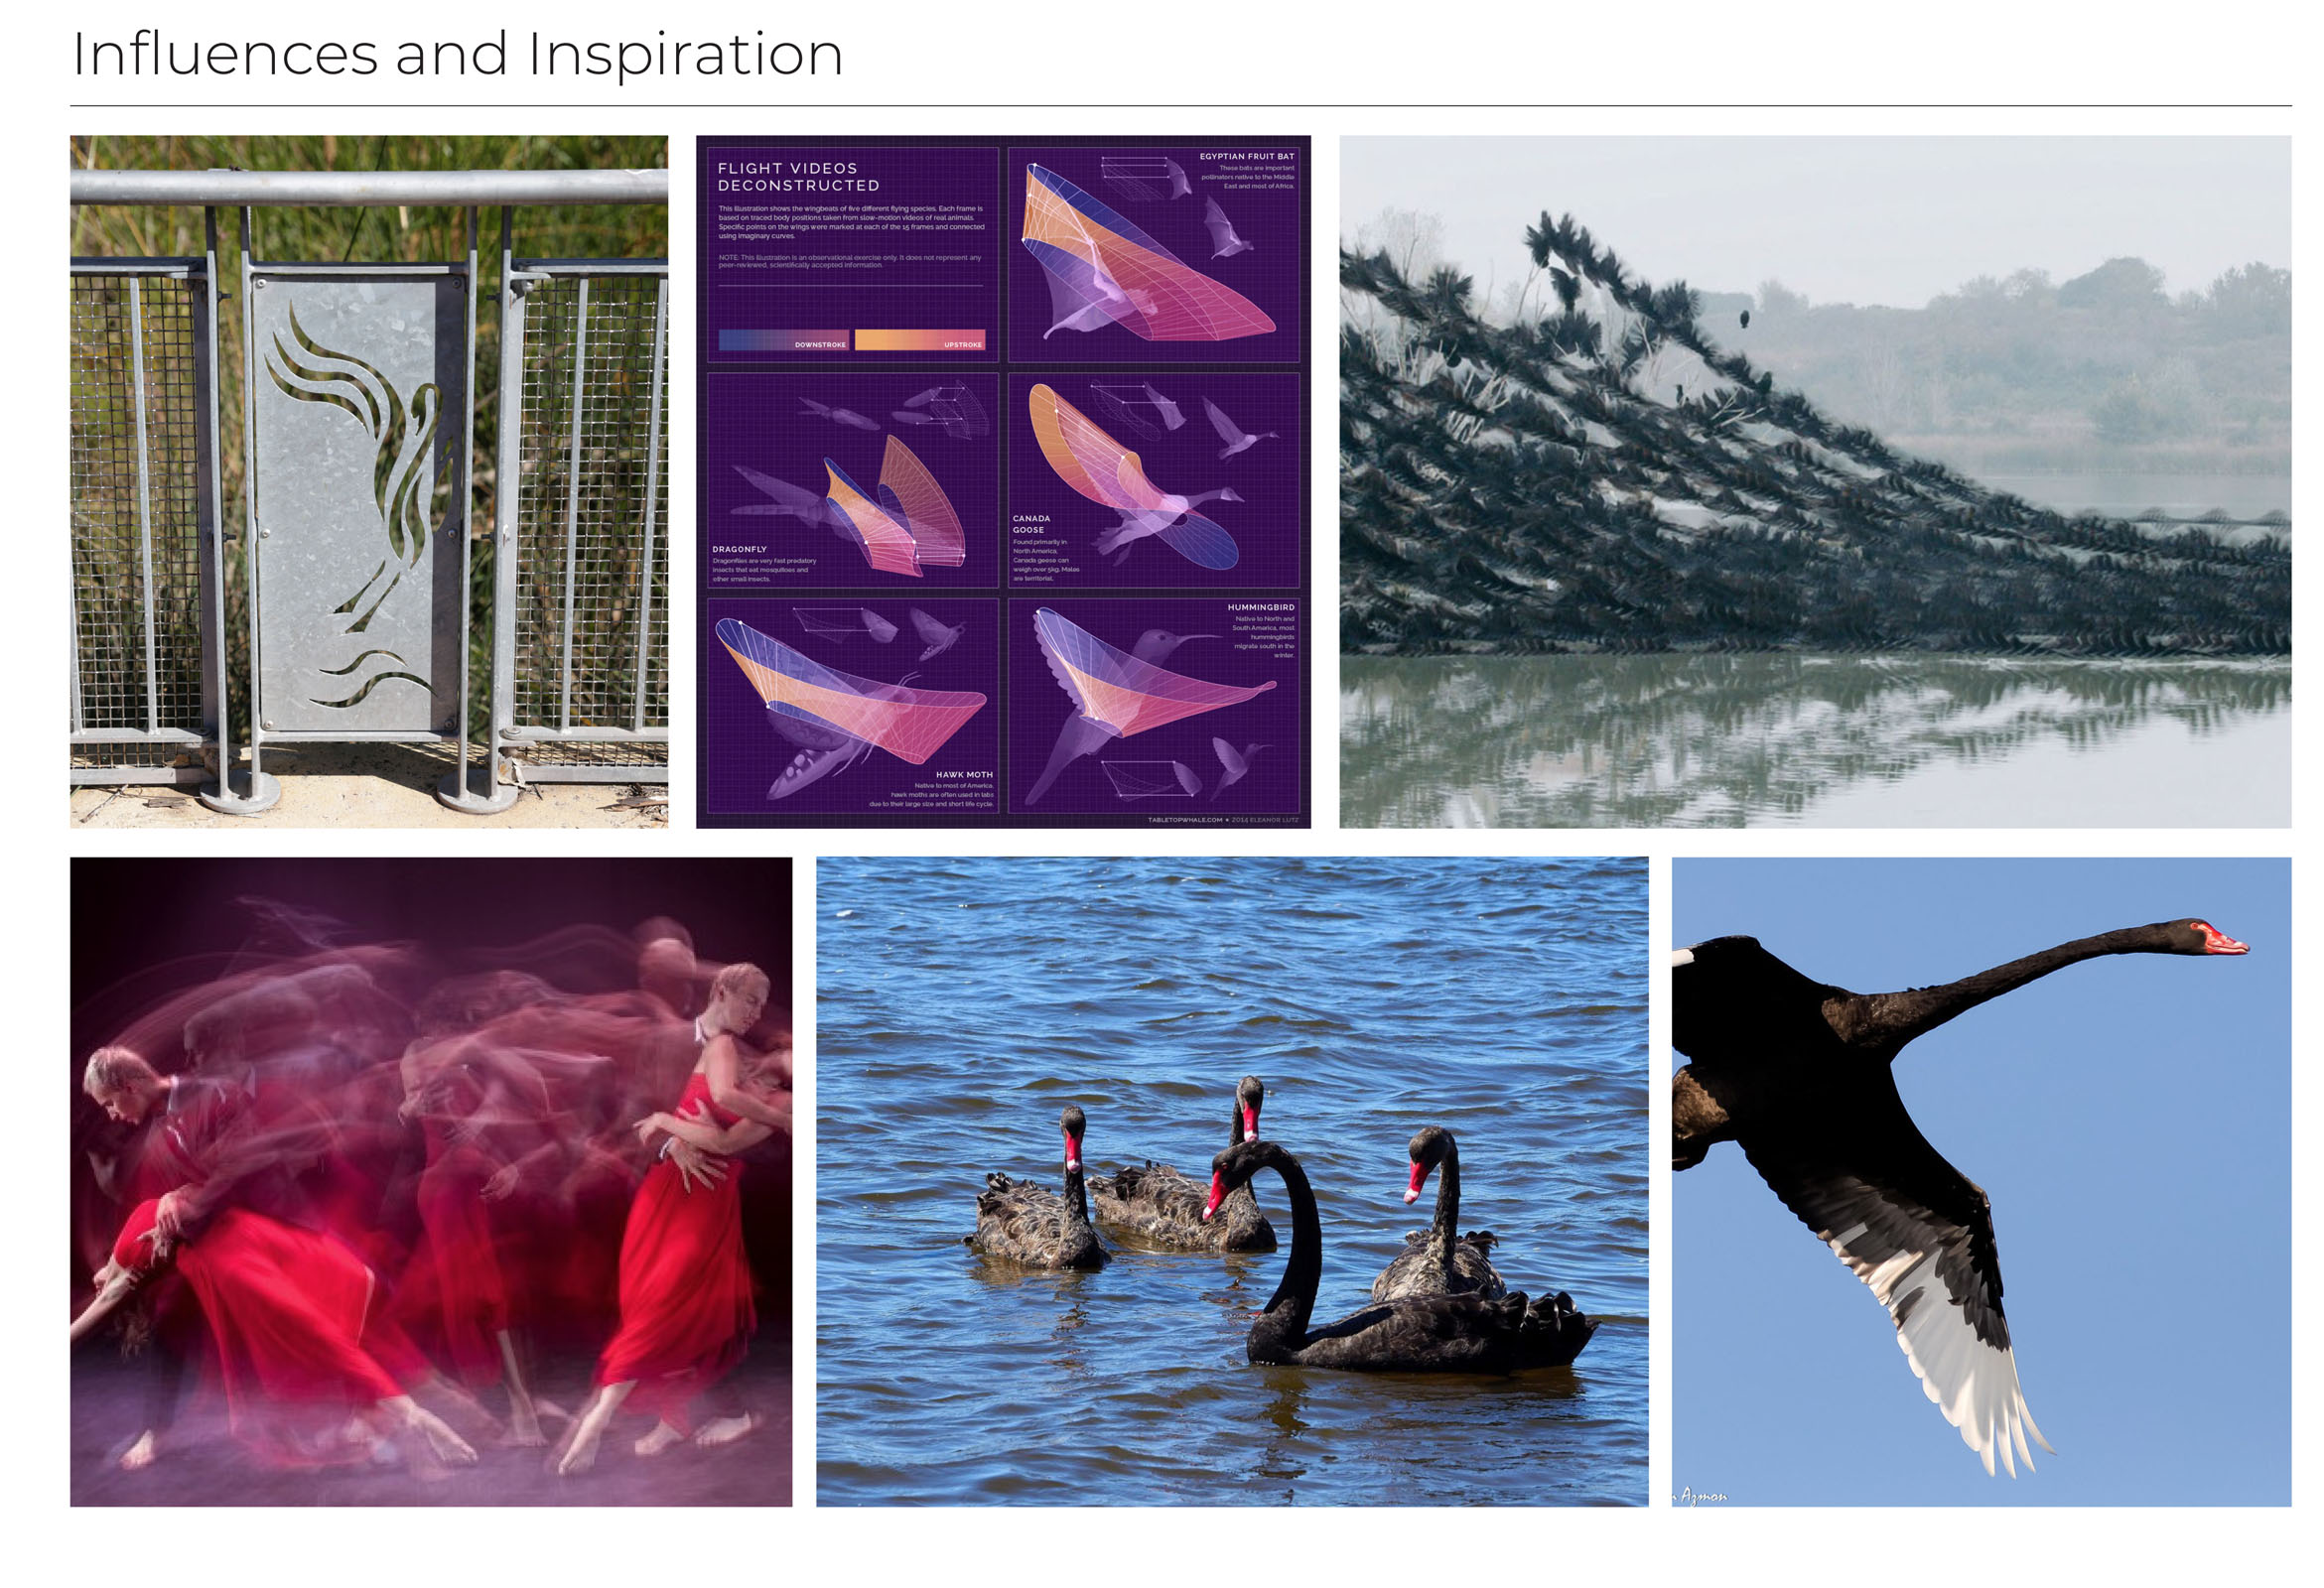 Influences and Inspiration
FLIGHT VIDEOS
DECONSTRUCTED
This illustration shows the wingbeats of five different flying species. Each frame is
based on traced body positions taken from slow-motion videos of real animals.
Specific points on the wings were marked at each of the 15 frames and connected
using imaginary curves.
NOTE: This illustration is an observational exercise only. It does not represent any
peer-reviewed, scientifically accepted information.
DOWNSTROKE
UPSTROKE
EGYPTIAN FRUIT BAT
These bats are important
pollinators native to the Middle
East and most of Africa.
DRAGONFLY
Dragonflies are very fast predatory
insects that eat mosquitoes and
other small insects.
CANADA
GOOSE
Found primarily in
North America,
Canada geese can
weigh over 5kg. Males
are territorial.
HAWK MOTH
Native to most of America,
hawk moths are often used in labs
due to their large size and short life cycle.
HUMMINGBIRD
Native to North and
South America, most
hummingbirds
migrate south in the
winter.
TABLETOPWHALE.COM • 2014 ELEANOR LUTZ
Azmon